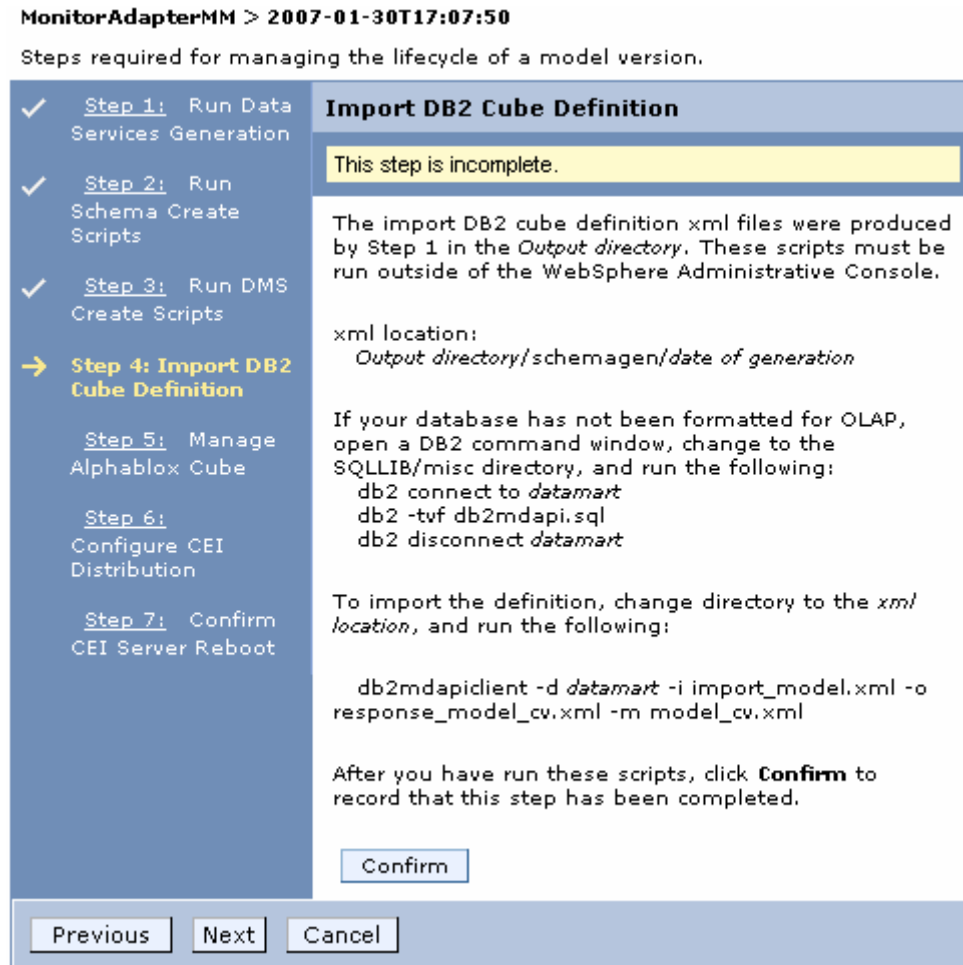 MonitorAdapterMM > 2007-01-30T17:07:50
Steps required for managing the lifecycle of a model version.
Step 1: Run Data
Services Generation
Step 2: Run
Schema Create
Scripts
Step 3: Run DMS
Create Scripts
Step 4: Import DB2
Cube Definition
Step 5: Manage
Alphablox Cube
Step 6:
Configure CEI
Distribution
Step 7: Confirm
CEI Server Reboot
Import DB2 Cube Definition
This step is incomplete.
The import DB2 cube definition xml files were produced
by Step 1 in the Output directory. These scripts must be
run outside of the WebSphere Administrative Console.
xml location:
Output directory/schemagen/date of generation
If your database has not been formatted for OLAP,
open a DB2 command window, change to the
SQLLIB/misc directory, and run the following:
db2 connect to datamart
db2 -tvf db2mdapi.sql
db2 disconnect datamart
To import the definition, change directory to the xml
location, and run the following:
db2mdapiclient -d datamart -i import_model.xml -o
response_model_cv.xml -m model_cv.xml
After you have run these scripts, click Confirm to
record that this step has been completed.
Confirm
Previous Next Cancel